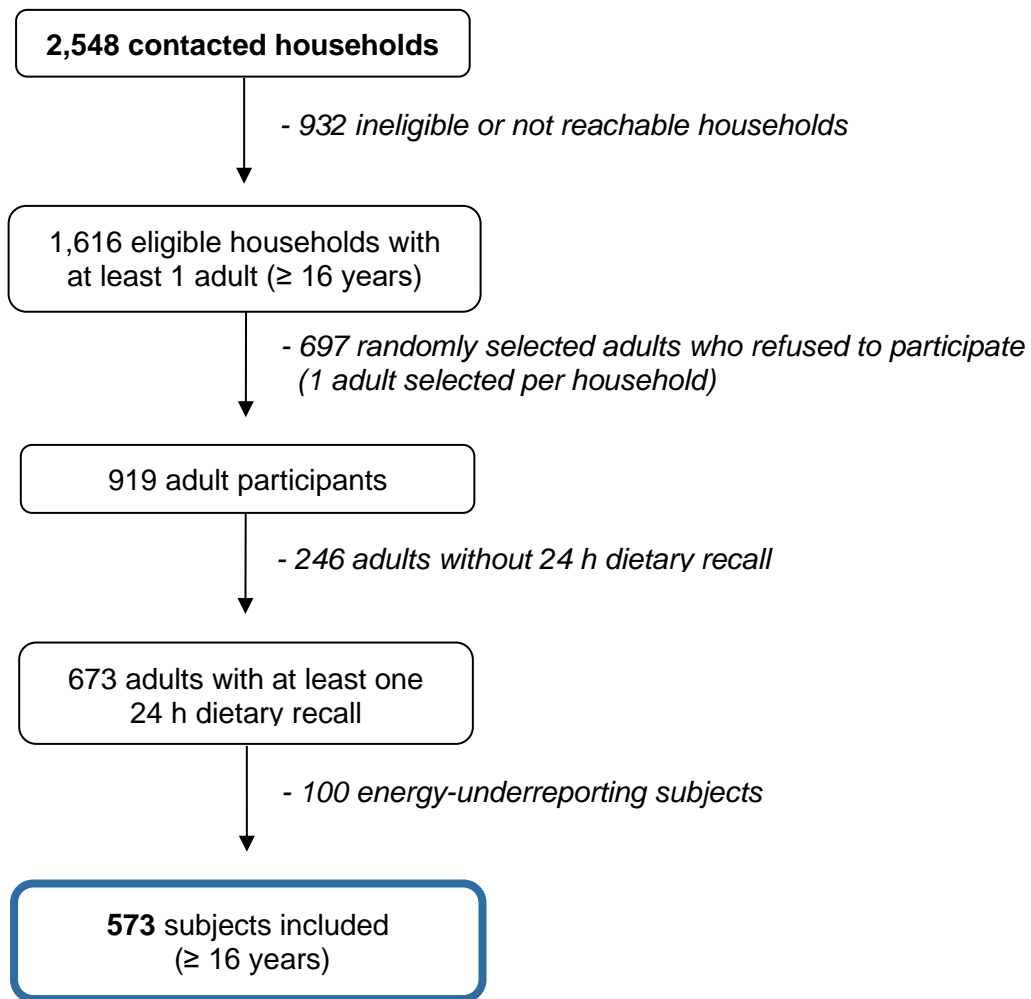 2,548 contacted households
- 932 ineligible or not reachable households
1,616 eligible households with
at least 1 adult (≥ 16 years)
- 697 randomly selected adults who refused to participate
(1 adult selected per household)
919 adult participants
- 246 adults without 24 h dietary recall
673 adults with at least one
24 h dietary recall
- 100 energy-underreporting subjects
573 subjects included
(≥ 16 years)